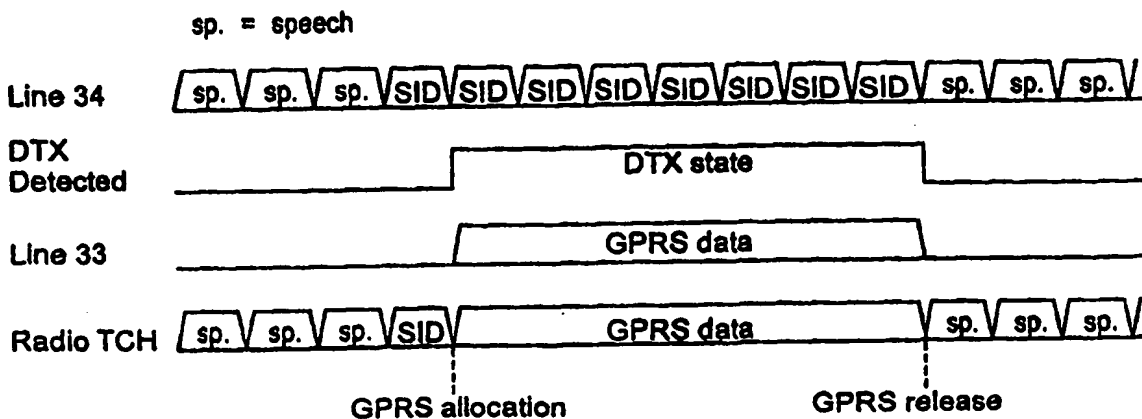 sp. = speech
Line 34 sp. sp. sp. SID SID SID SID SID SID SID SID sp. sp. sp.
DTX
Detected
DTX state
Line 33 GPRS data
Radio TCH sp. sp. sp. SID GPRS data sp. sp. sp.
GPRS allocation GPRS release